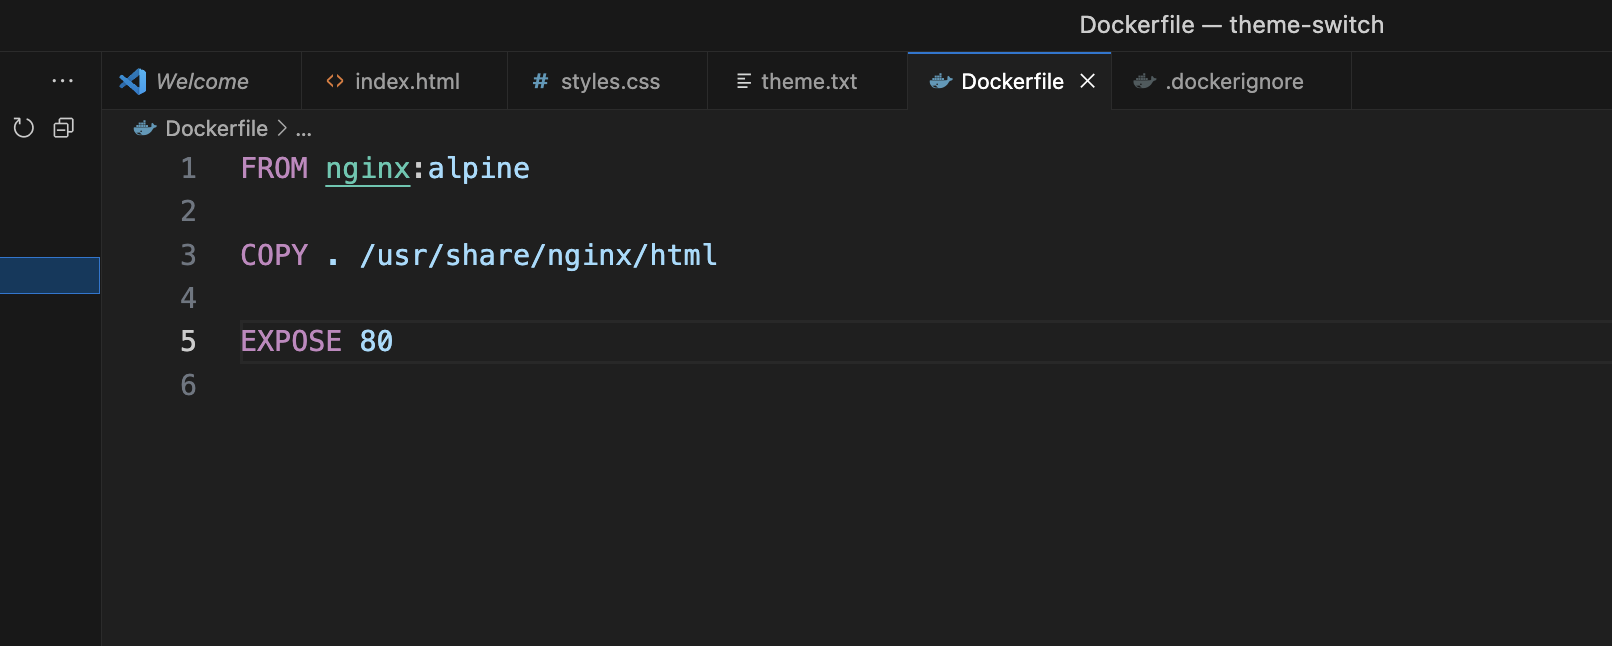 Dockerfile — theme-switch
Welcome
index.html
styles.css
theme.txt
Dockerfile
.dockerignore
Dockerfile > ...
1 FROM nginx:alpine
2
3 COPY . /usr/share/nginx/html
4
5 EXPOSE 80
6